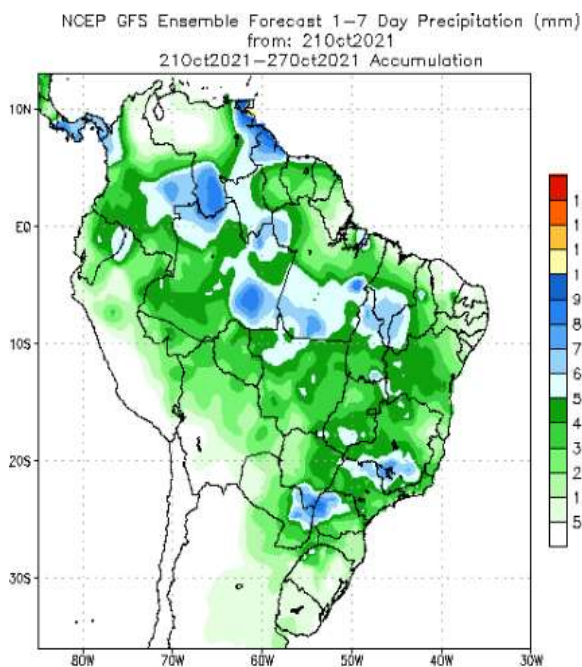 NCEP GFS Ensemble Forecast 1–7 Day Precipitation (mm)
from: 21Oct2021
21Oct2021–27Oct2021 Accumulation
10N
EQ
10S
20S
30S
80W
70W
60W
50W
40W
30W
1
1
1
1
9
8
7
6
5
4
3
2
1
5